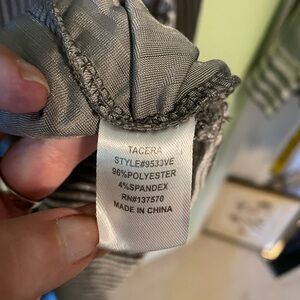 TACERA
STYLE#9533VE
96%POLYESTER
4%SPANDEX
RN#137570
MADE IN CHINA